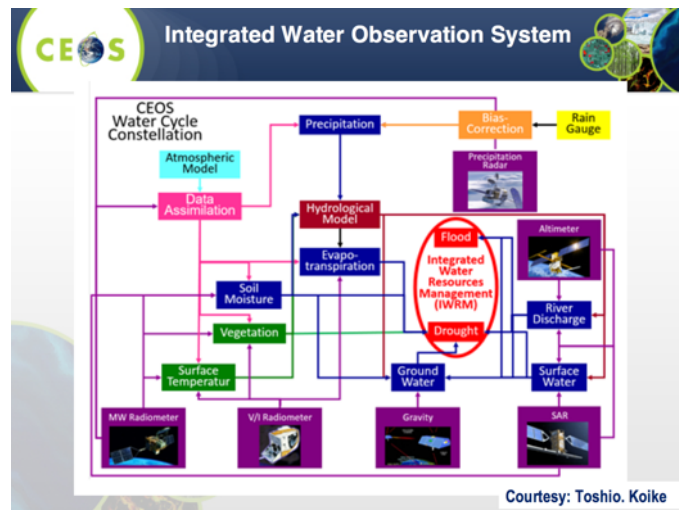 CEOS
Integrated Water Observation System
CEOS
Water Cycle
Constellation
Precipitation
Bias-
Correction
Rain
Gauge
Atmospheric
Model
Precipitation
Radar
Data
Assimilation
Hydrological
Model
Flood
Altimeter
Evapo-
transpiration
Integrated
Water
Resources
Management
(IWRM)
Soil
Moisture
River
Discharge
Vegetation
Drought
Surface
Temperatur
Ground
Water
Surface
Water
MW Radiometer
V/I Radiometer
Gravity
SAR
Courtesy: Toshio. Koike